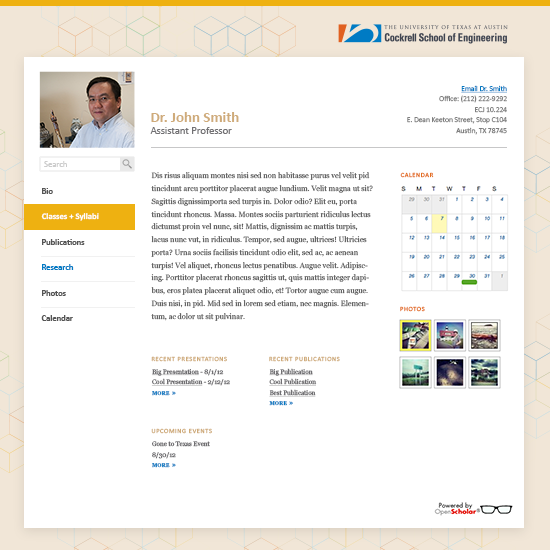 THE UNIVERSITY OF TEXAS AT AUSTIN
Cockrell School of Engineering
Dr. John Smith
Assistant Professor
Email Dr. Smith
Office: (212) 222-9292
ECJ 10.224
E. Dean Keeton Street, Stop C104
Austin, TX 78745
Search
Bio
Classes + Syllabi
Publications
Research
Photos
Calendar
Dis risus aliquam montes nisi sed non habitasse purus vel velit pid
tincidunt arcu porttitor placerat augue lundium. Velit magna ut sit?
Sagittis dignissimporta sed turpis in. Dolor odio? Elit eu, porta
tincidunt rhoncus. Massa. Montes sociis parturient ridiculus lectus
dictumst proin vel nunc, sit! Mattis, dignissim ac mattis turpis,
lacus nunc vut, in ridiculus. Tempor, sed augue, ultrices! Ultricies
porta? Urna sociis facilisis tincidunt odio elit, sed ac, ac aenean
turpis! Vel aliquet, rhoncus lectus penatibus. Augue velit. Adipisc-
ing. Porttitor placerat rhoncus sagittis ut, quis mattis integer dapi-
bus, eros platea placerat aliquet odio, et! Tortor augue cum augue.
Duis nisi, in pid. Mid sed in lorem sed etiam, nec magnis. Elemen-
tum, ac dolor ut sit pulvinar.
CALENDAR
S M T W T F S
29 30 31 1 2 3 4
5 6 7 8 9 10 11
12 13 14 15 16 17 18
19 20 21 22 23 24 25
26 27 28 29 30 31 1
PHOTOS
RECENT PRESENTATIONS
Big Presentation - 8/1/12
Cool Presentation - 2/12/12
MORE »
RECENT PUBLICATIONS
Big Publication
Cool Publication
Best Publication
MORE »
UPCOMING EVENTS
Gone to Texas Event
8/30/12
MORE »
Powered by
OpenScholar®